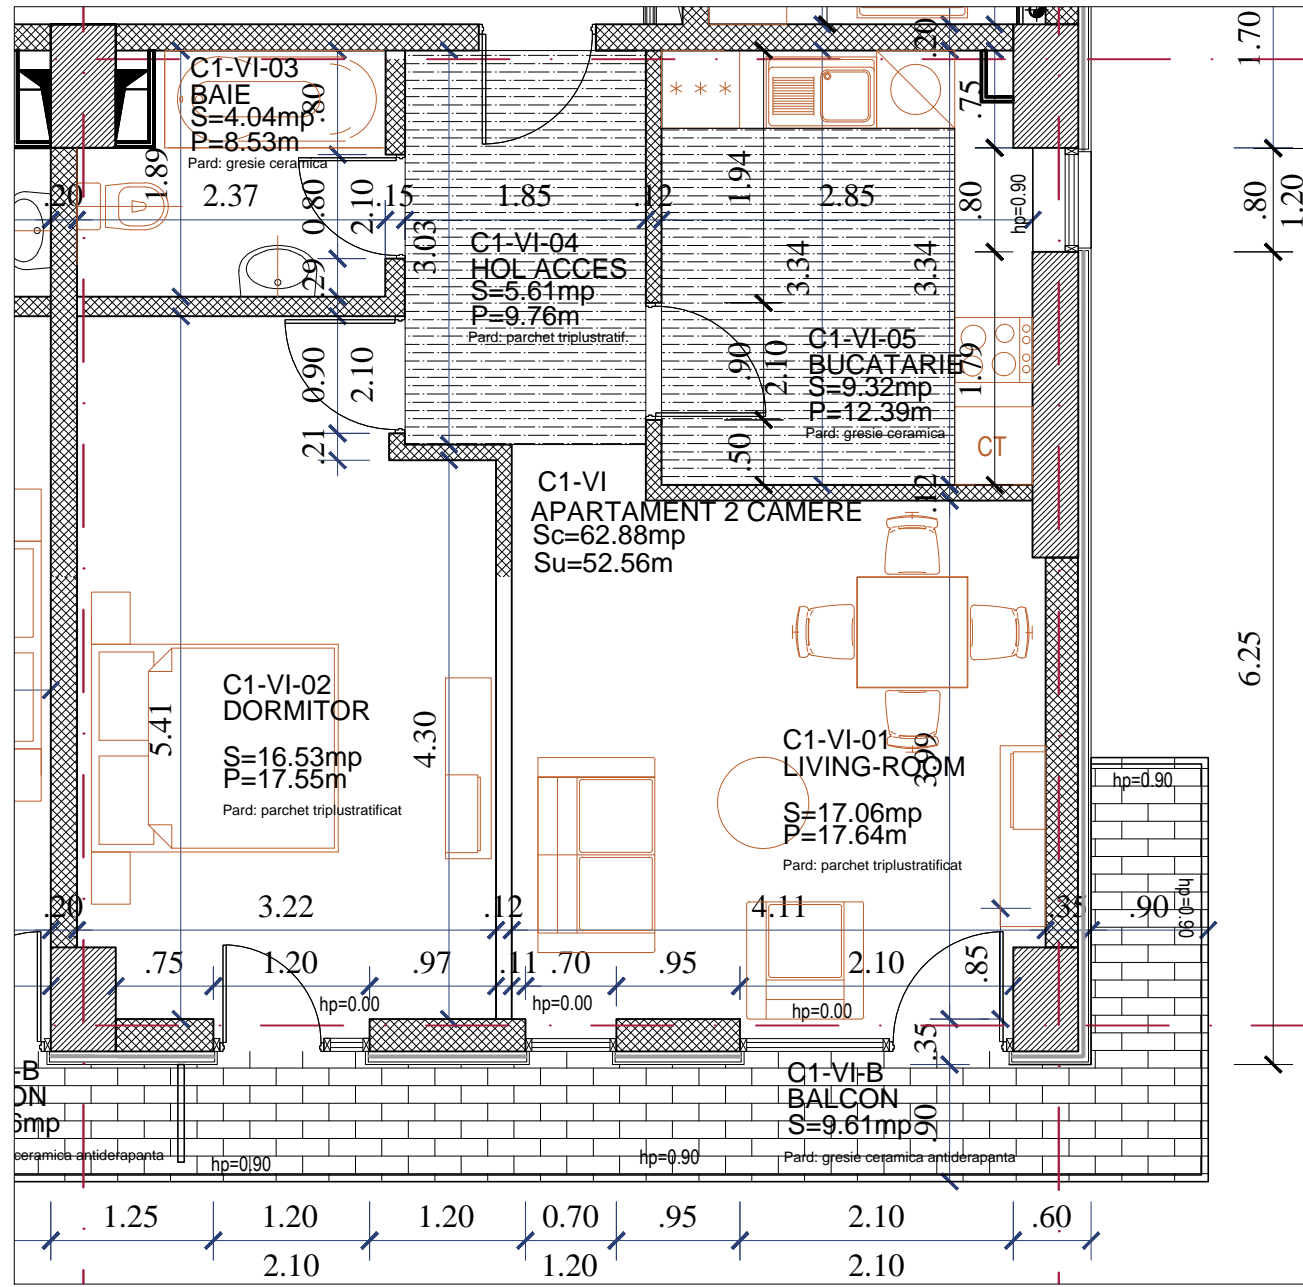 C1-VI-03
BAIE
S=4.04mp
P=8.53m
Pard: gresie ceramica
.80
1.89
.20
2.37
0.80
2.10
.15
1.85
.12
2.85
.29
3.03
C1-VI-04
HOL ACCES
S=5.61mp
P=9.76m
Pard: parchet triplustratif.
* * *
.20
.75
1.94
.80
hp=0.90
1.70
.80
1.20
3.34
3.34
C1-VI-05
BUCATARIE
S=9.32mp
P=12.39m
Pard: gresie ceramica
1.79
.90
2.10
.50
CT
.12
0.90
2.10
.21
C1-VI
APARTAMENT 2 CAMERE
Sc=62.88mp
Su=52.56m
6.25
C1-VI-02
DORMITOR
S=16.53mp
P=17.55m
Pard: parchet triplustratificat
5.41
4.30
C1-VI-01
LIVING-ROOM
S=17.06mp
P=17.64m
Pard: parchet triplustratificat
3.99
hp=0.90
hp=0.90
.20
3.22
.12
4.11
.35
.90
.75
1.20
.97
.11
.70
.95
2.10
.85
hp=0.00
hp=0.00
hp=0.00
.35
-B
ON
6mp
ceramica antiderapanta
C1-VI-B
BALCON
S=9.61mp
Pard: gresie ceramica antiderapanta
.90
hp=0.90
hp=0.90
1.25
1.20
1.20
0.70
.95
2.10
.60
2.10
1.20
2.10